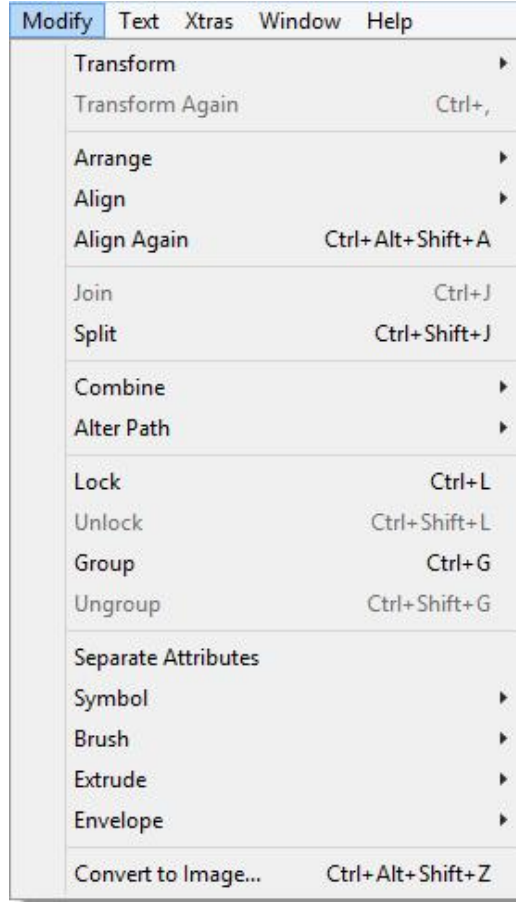 Modify Text Xtras Window Help
Transform
Transform Again Ctrl+,
Arrange
Align
Align Again Ctrl+Alt+Shift+A
Join Ctrl+J
Split Ctrl+Shift+J
Combine
Alter Path
Lock Ctrl+L
Unlock Ctrl+Shift+L
Group Ctrl+G
Ungroup Ctrl+Shift+G
Separate Attributes
Symbol
Brush
Extrude
Envelope
Convert to Image... Ctrl+Alt+Shift+Z